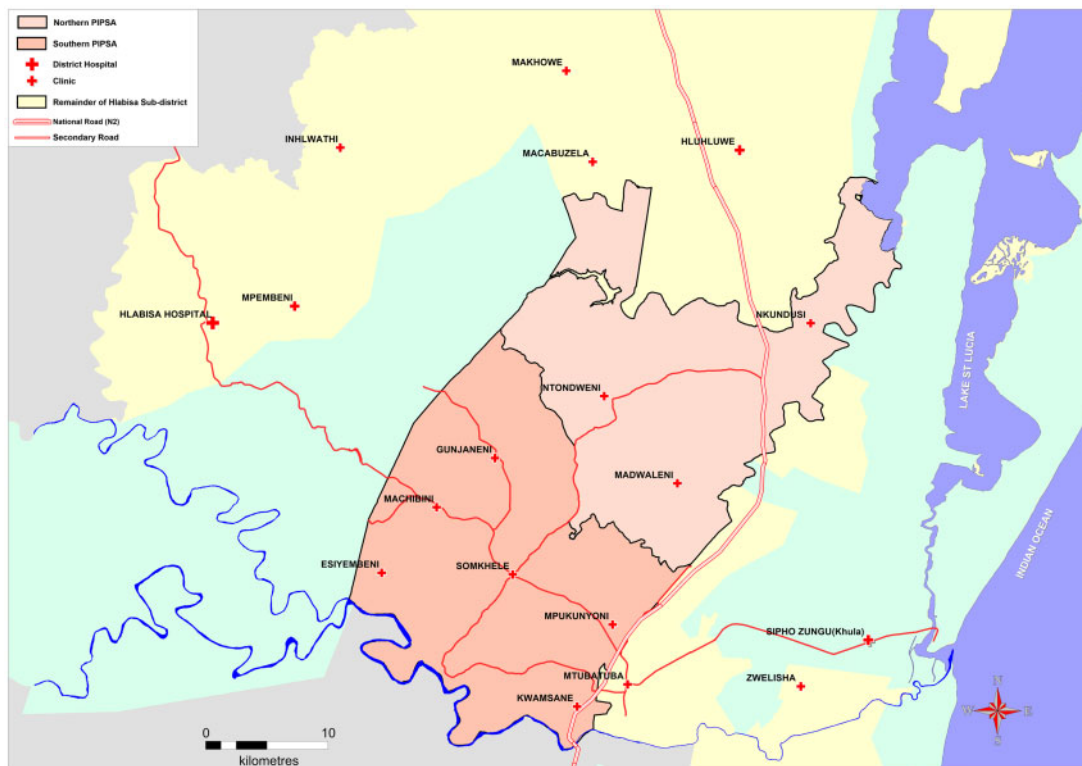 Northern PIPSA
Southern PIPSA
District Hospital
Clinic
Remainder of Hlabisa Sub-district
National Road (N2)
Secondary Road
MAKHOWE
INHLWATHI
MACABUZELA
HLUHLUWE
MPEMBENI
HLABISA HOSPITAL
NKUNDUSI
LAKE ST LUCIA
NTONDWENI
GUNJANENI
MADWALENI
MACHIBINI
INDIAN OCEAN
ESIYEMBENI
SOMKHELE
MPUKUNYONI
SIPHO ZUNGU(Khula)
MTUBATUBA
ZWELISHA
KWAMSANE
N
W E
S
0 10
kilometres